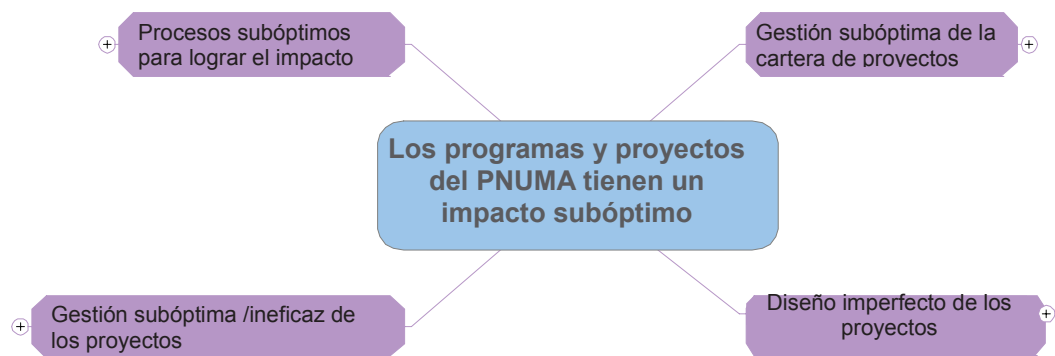 Procesos subóptimos
para lograr el impacto
Gestión subóptima de la
cartera de proyectos
Los programas y proyectos
del PNUMA tienen un
impacto subóptimo
Gestión subóptima /ineficaz de
los proyectos
Diseño imperfecto de los
proyectos